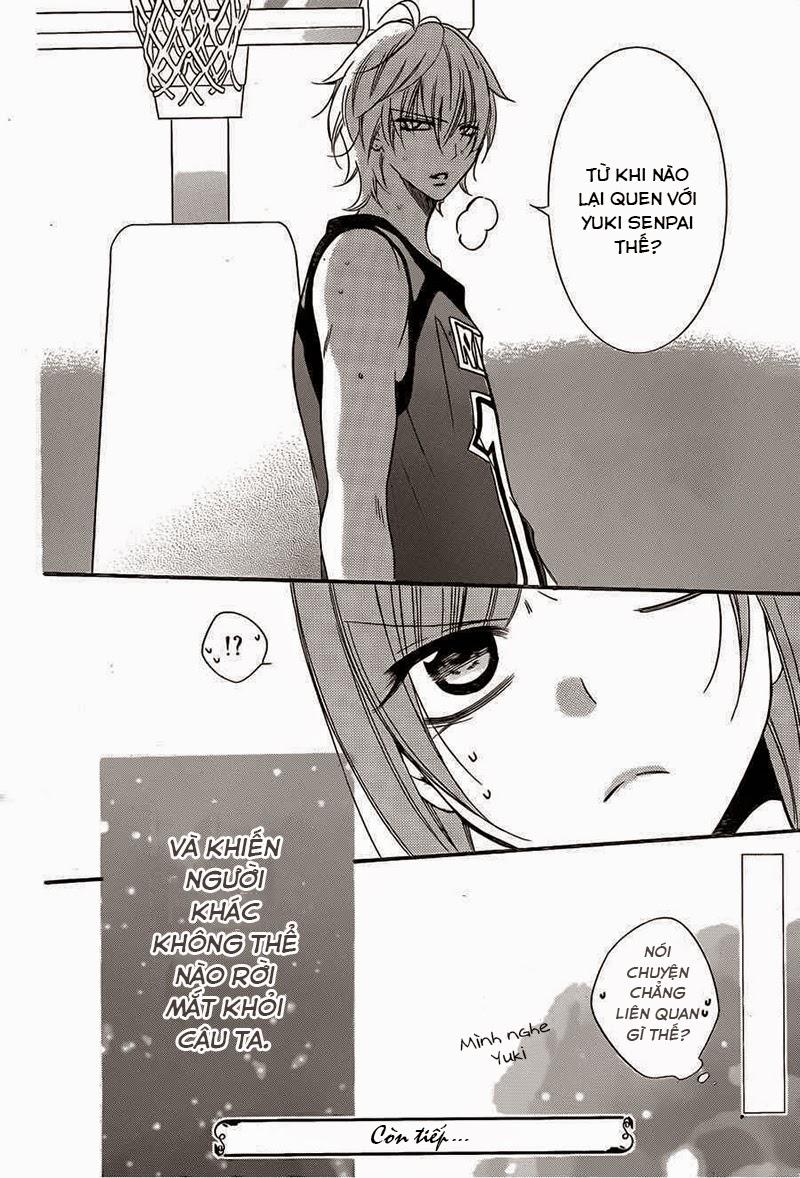 TỪ KHI NÀO
LẠI QUEN VỚI
YUKI SENPAI
THẾ?
!?
VÀ KHIẾN
NGƯỜI
KHÁC
KHÔNG THỂ
NÀO RỜI
MẮT KHỎI
CẬU TA.
NÓI
CHUYỆN
CHẲNG
LIÊN QUAN
GÌ THẾ?
Mình nghe
Yuki
Còn tiếp...